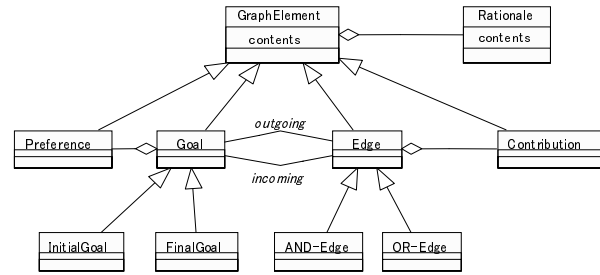 GraphElement
contents
Rationale
contents
outgoing
Preference
Goal
Edge
Contribution
incoming
InitialGoal
FinalGoal
AND-Edge
OR-Edge